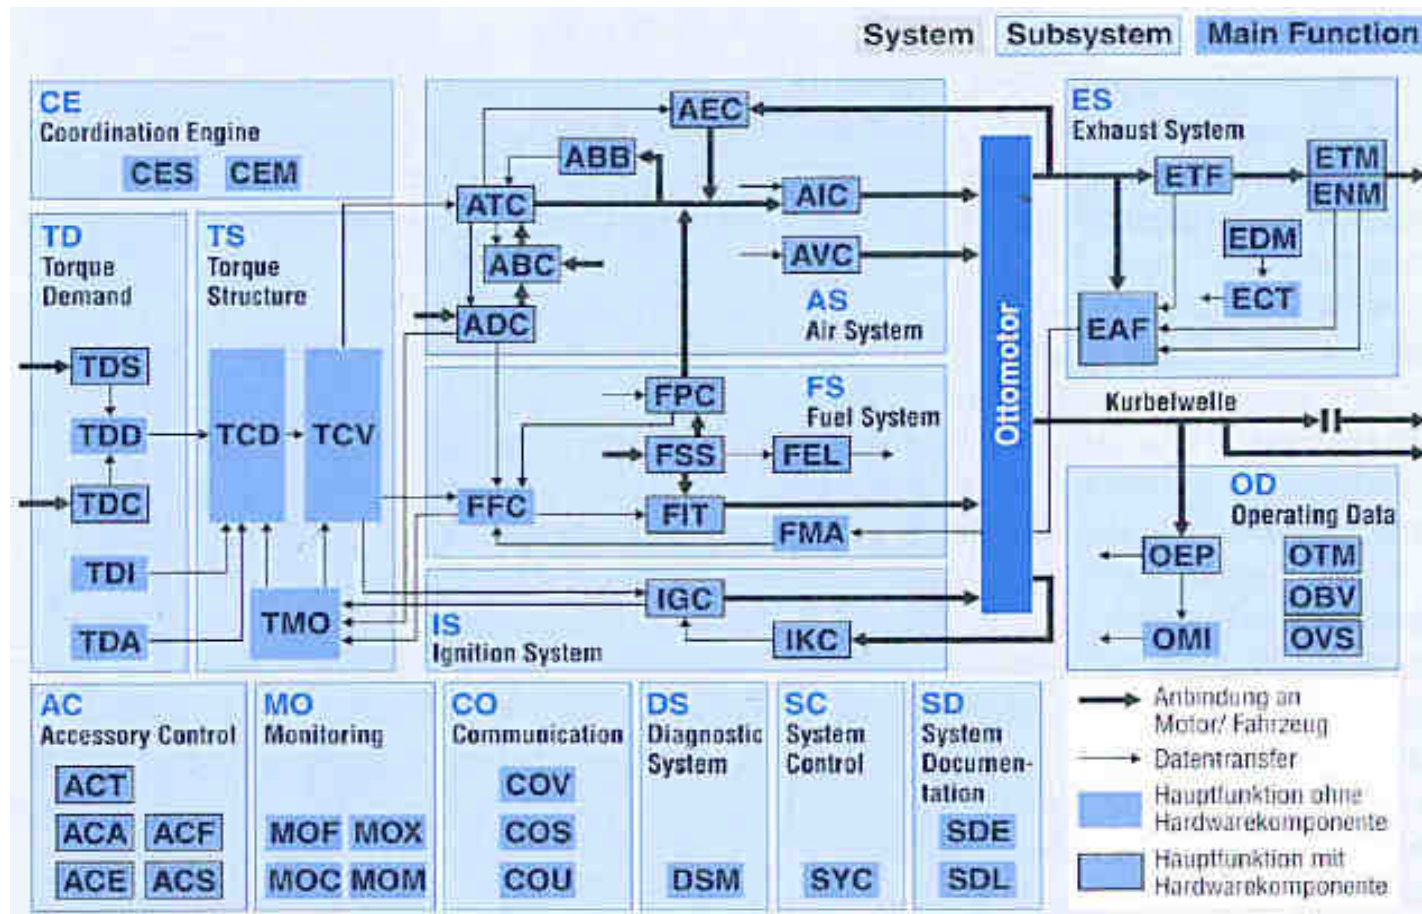 System
Subsystem
Main Function
CE
Coordination Engine
CES
CEM
TD
Torque
Demand
TDS
TDD
TDC
TDI
TDA
TS
Torque
Structure
TCD
TCV
TMO
AEC
ABB
ATC
AIC
ABC
AVC
ADC
AS
Air System
FPC
FS
Fuel System
FSS
FEL
FFC
FIT
FMA
IGC
IS
IKC
Ignition System
Ottomotor
ES
Exhaust System
ETF
ETM
ENM
EDM
ECT
EAF
Kurbelwelle
OD
Operating Data
OEP
OTM
OBV
OMI
OVS
AC
Accessory Control
ACT
ACA
ACF
ACE
ACS
MO
Monitoring
MOF
MOX
MOC
MOM
CO
Communication
COV
COS
COU
DS
Diagnostic
System
DSM
SC
System
Control
SYC
SD
System
Documen-
tation
SDE
SDL
Anbindung an
Motor/ Fahrzeug
Datentransfer
Hauptfunktion ohne
Hardwarekomponente
Hauptfunktion mit
Hardwarekomponente